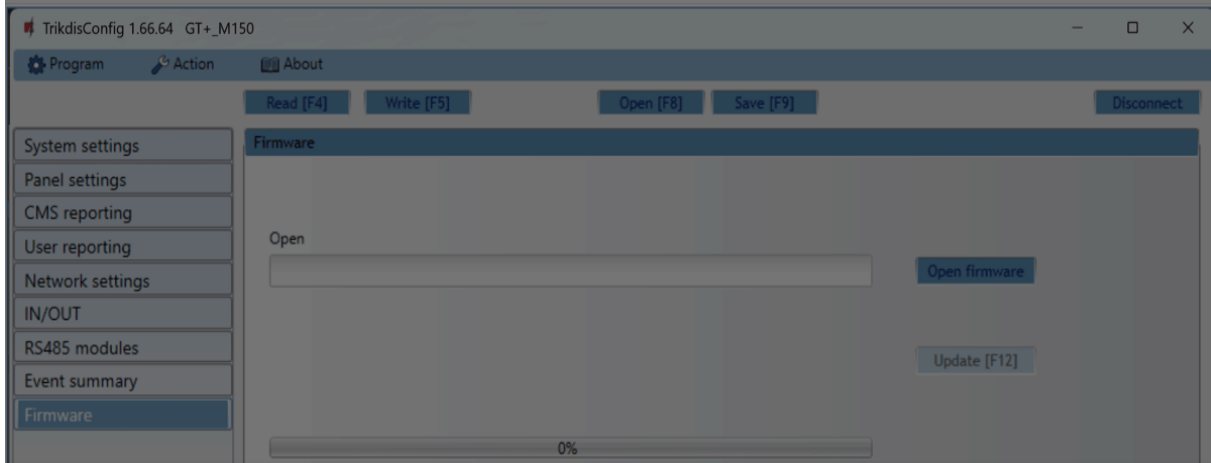 TrikdisConfig 1.66.64 GT+_M150
Program Action About
Read [F4] Write [F5] Open [F8] Save [F9] Disconnect
System settings
Panel settings
CMS reporting
User reporting
Network settings
IN/OUT
RS485 modules
Event summary
Firmware
Firmware
Open
Open firmware
Update [F12]
0%